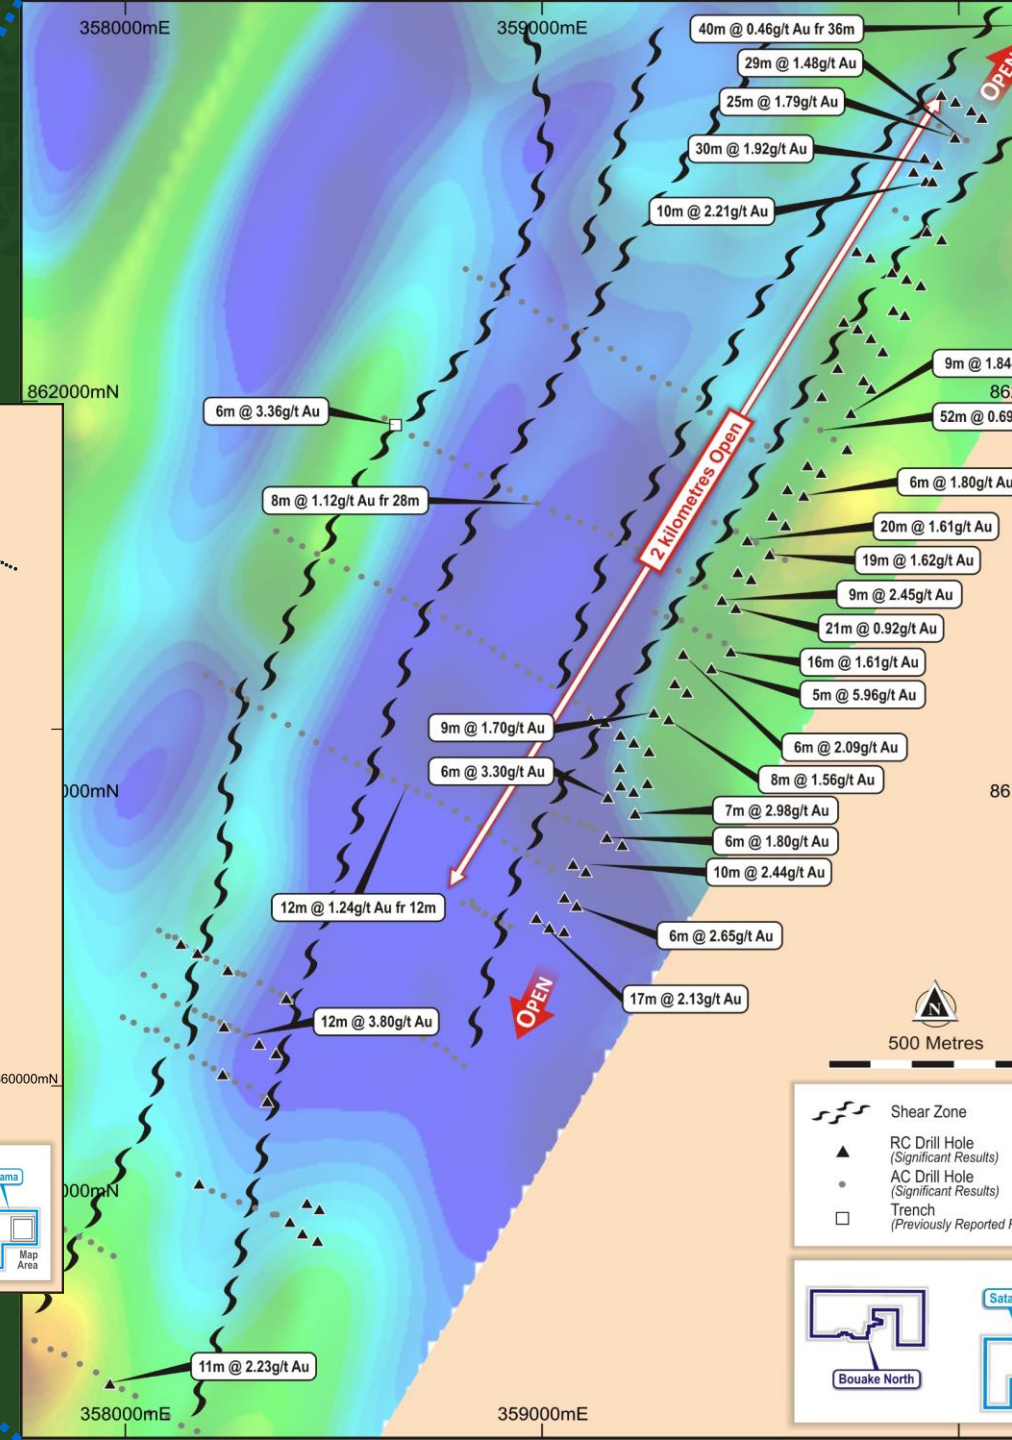 358000mE
359000mE
40m @ 0.46g/t Au fr 36m
29m @ 1.48g/t Au
25m @ 1.79g/t Au
30m @ 1.92g/t Au
10m @ 2.21g/t Au
OPEN
862000mN
862
9m @ 1.84
52m @ 0.69
6m @ 3.36g/t Au
2 kilometres Open
8m @ 1.12g/t Au fr 28m
6m @ 1.80g/t Au
20m @ 1.61g/t Au
19m @ 1.62g/t Au
9m @ 2.45g/t Au
21m @ 0.92g/t Au
16m @ 1.61g/t Au
5m @ 5.96g/t Au
9m @ 1.70g/t Au
6m @ 2.09g/t Au
6m @ 3.30g/t Au
8m @ 1.56g/t Au
000mN
86
7m @ 2.98g/t Au
6m @ 1.80g/t Au
10m @ 2.44g/t Au
12m @ 1.24g/t Au fr 12m
6m @ 2.65g/t Au
17m @ 2.13g/t Au
OPEN
12m @ 3.80g/t Au
N
500 Metres
60000mN
Shear Zone
RC Drill Hole
(Significant Results)
AC Drill Hole
(Significant Results)
Trench
(Previously Reported
ama
000mN
Map
Area
Sata
Bouake North
11m @ 2.23g/t Au
358000mE
359000mE